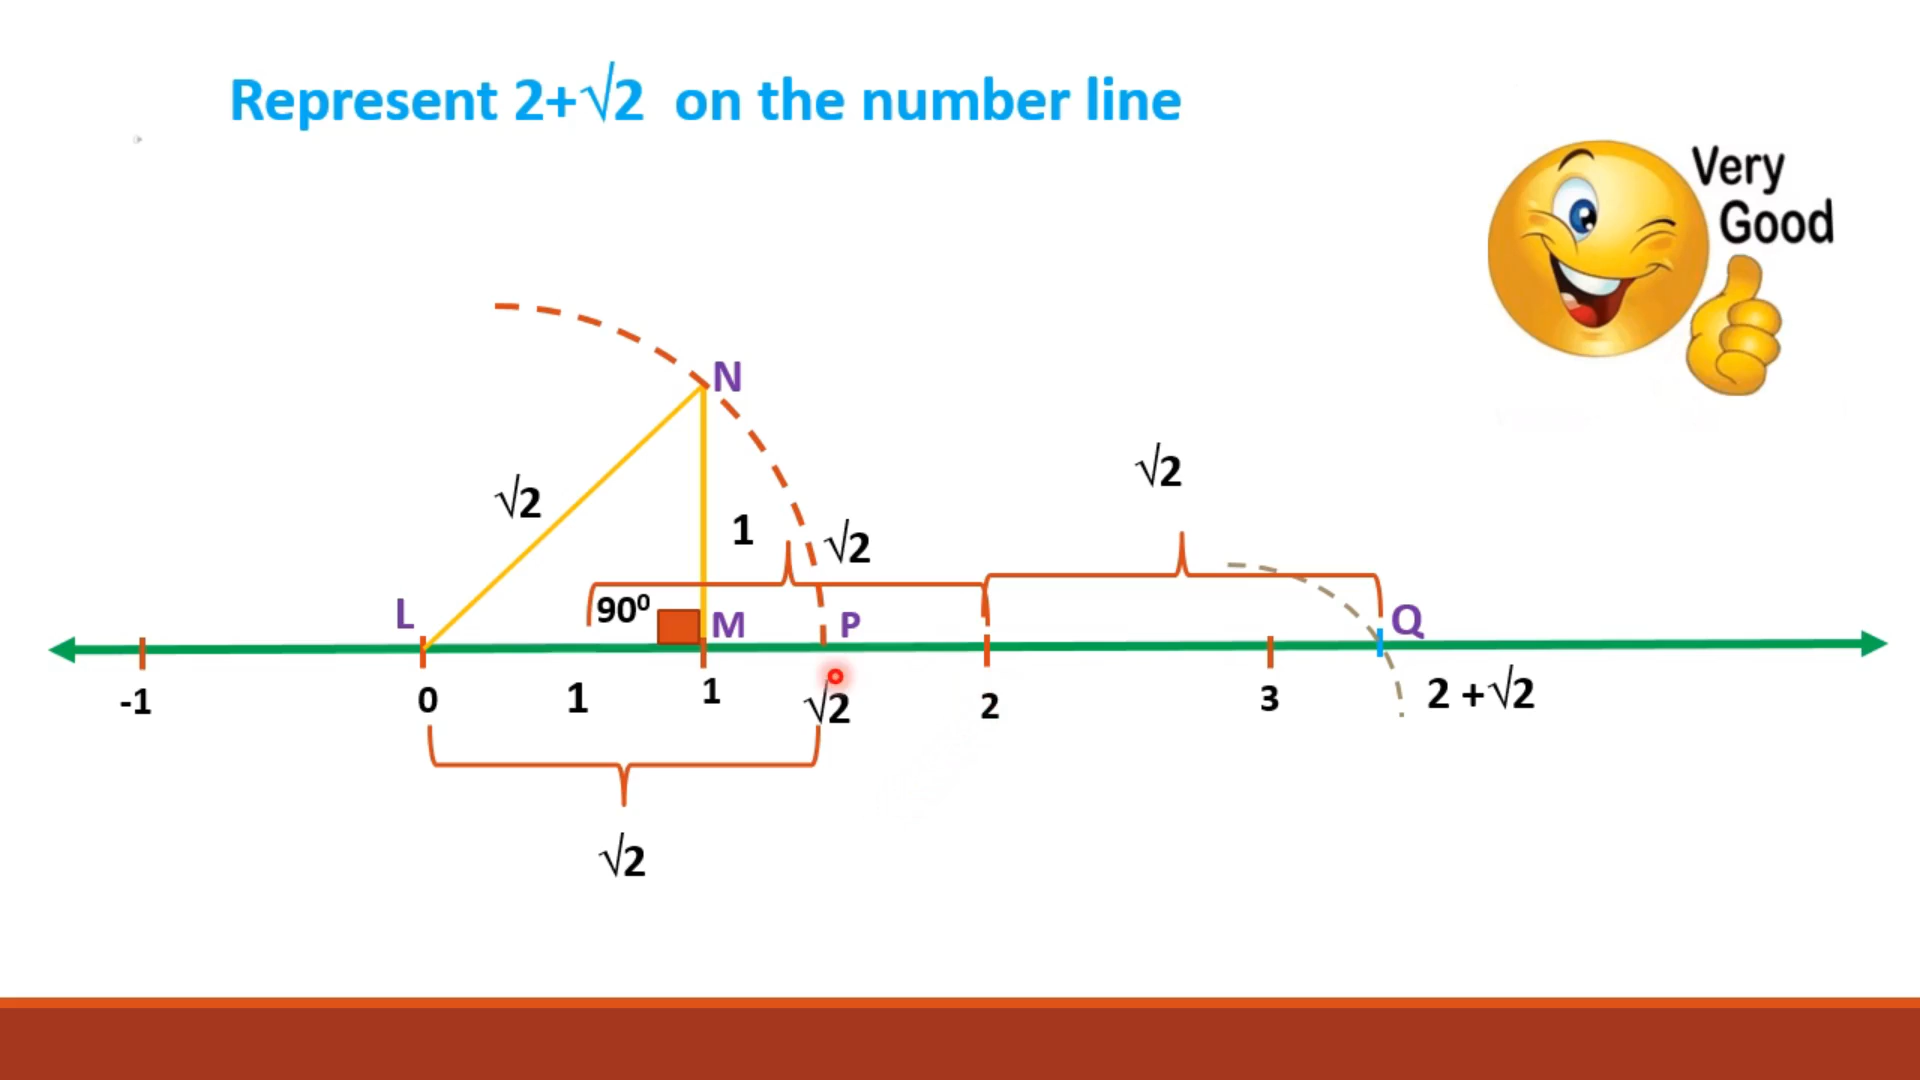 Represent 2+√2 on the number line
Very
Good
N
√2
√2
1
√2
L
90⁰
M
P
Q
-1
0
1
1
√2
2
3
2 +√2
√2